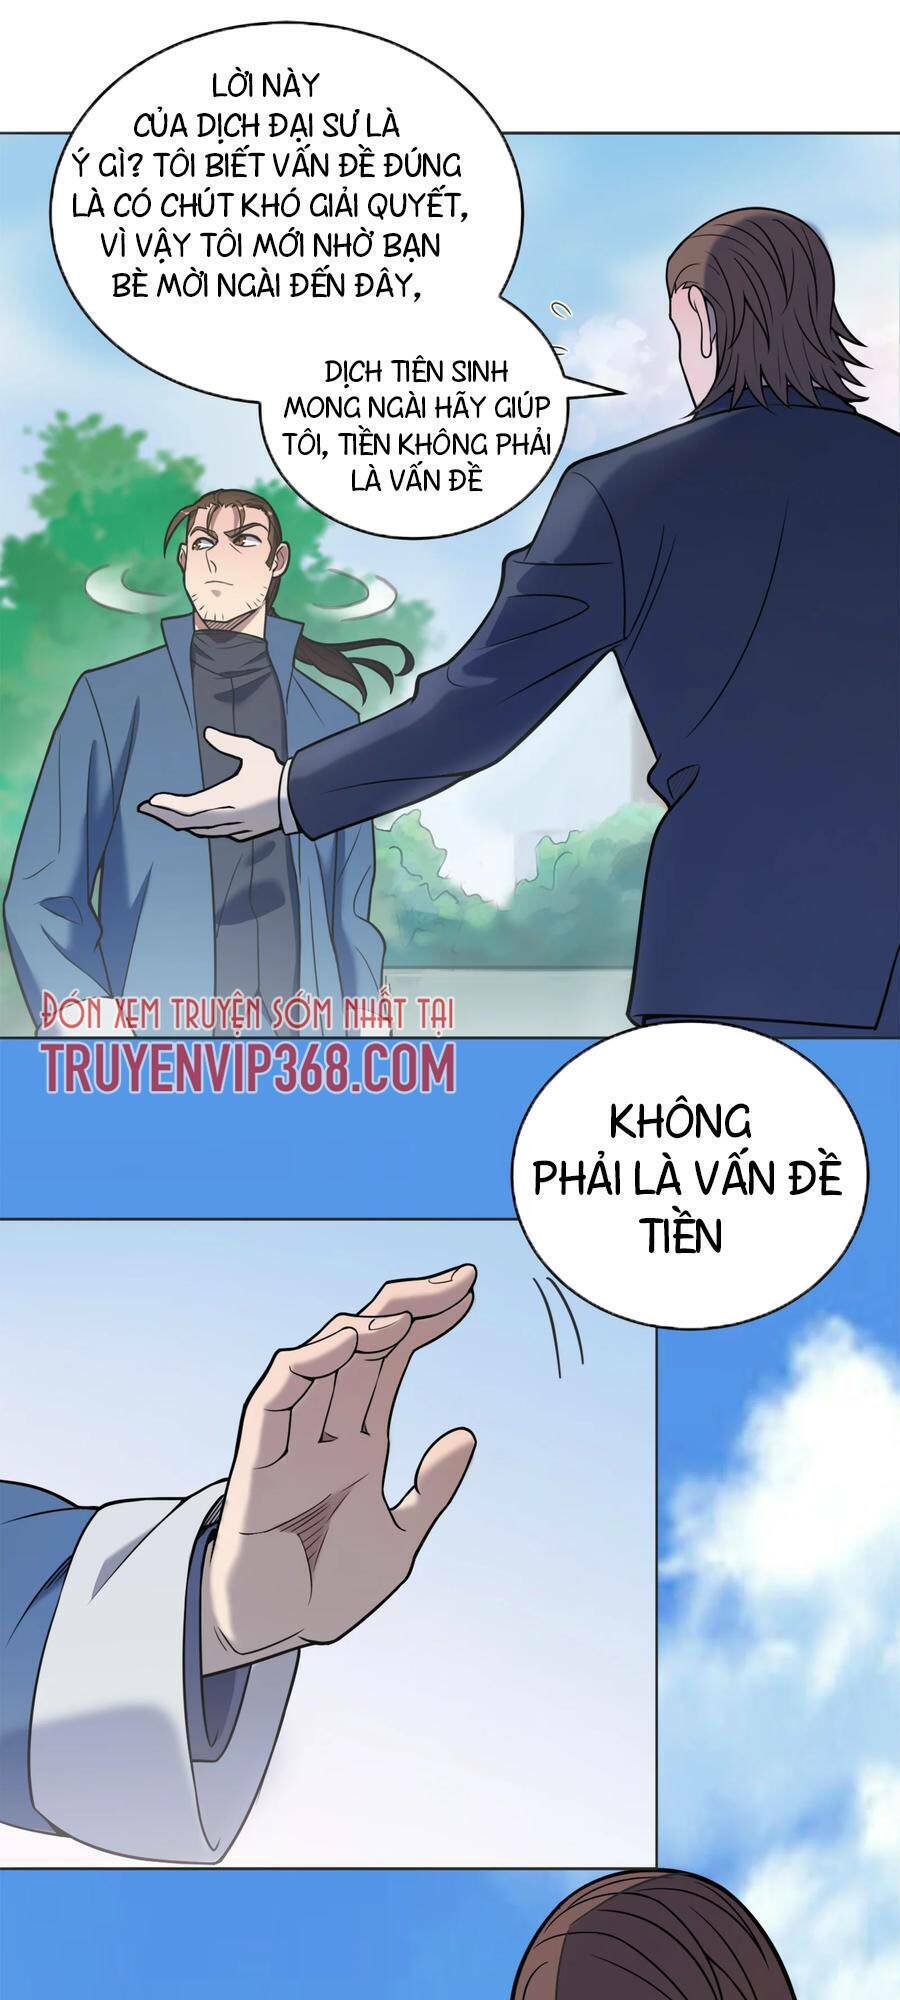 LỜI NÀY
CỦA DỊCH ĐẠI SƯ LÀ
Ý GÌ? TÔI BIẾT VẤN ĐỀ ĐÚNG
LÀ CÓ CHÚT KHÓ GIẢI QUYẾT,
VÌ VẬY TÔI MỚI NHỜ BẠN
BÈ MỜI NGÀI ĐẾN ĐÂY,
DỊCH TIÊN SINH
MONG NGÀI HÃY GIÚP
TÔI, TIỀN KHÔNG PHẢI
LÀ VẤN ĐỀ
ĐÓN XEM TRUYỆN SỚM NHẤT TẠI
TRUYENVIP368.COM
KHÔNG
PHẢI LÀ VẤN ĐỀ
TIỀN